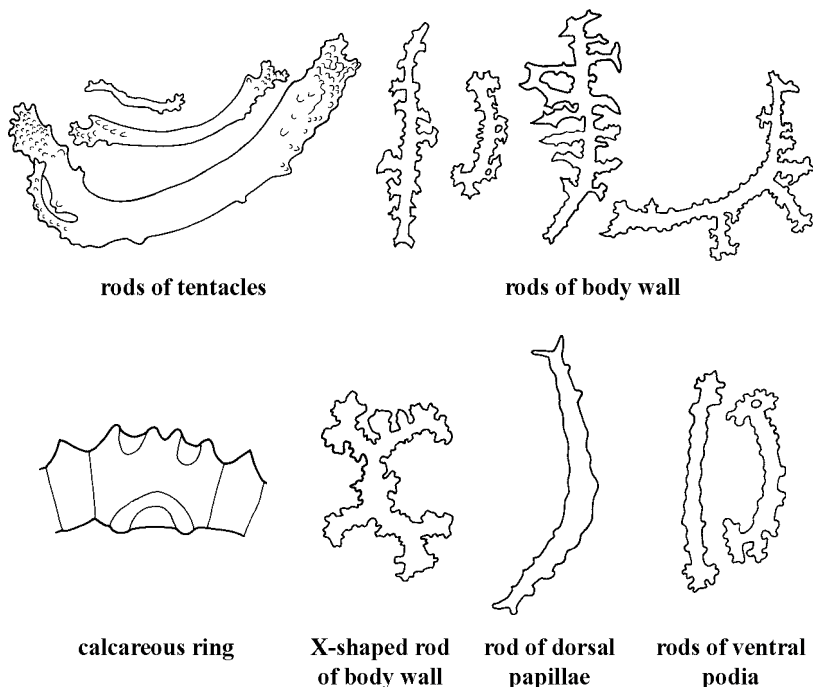 rods of tentacles
rods of body wall
calcareous ring
X-shaped rod
of body wall
rod of dorsal
papillae
rods of ventral
podia